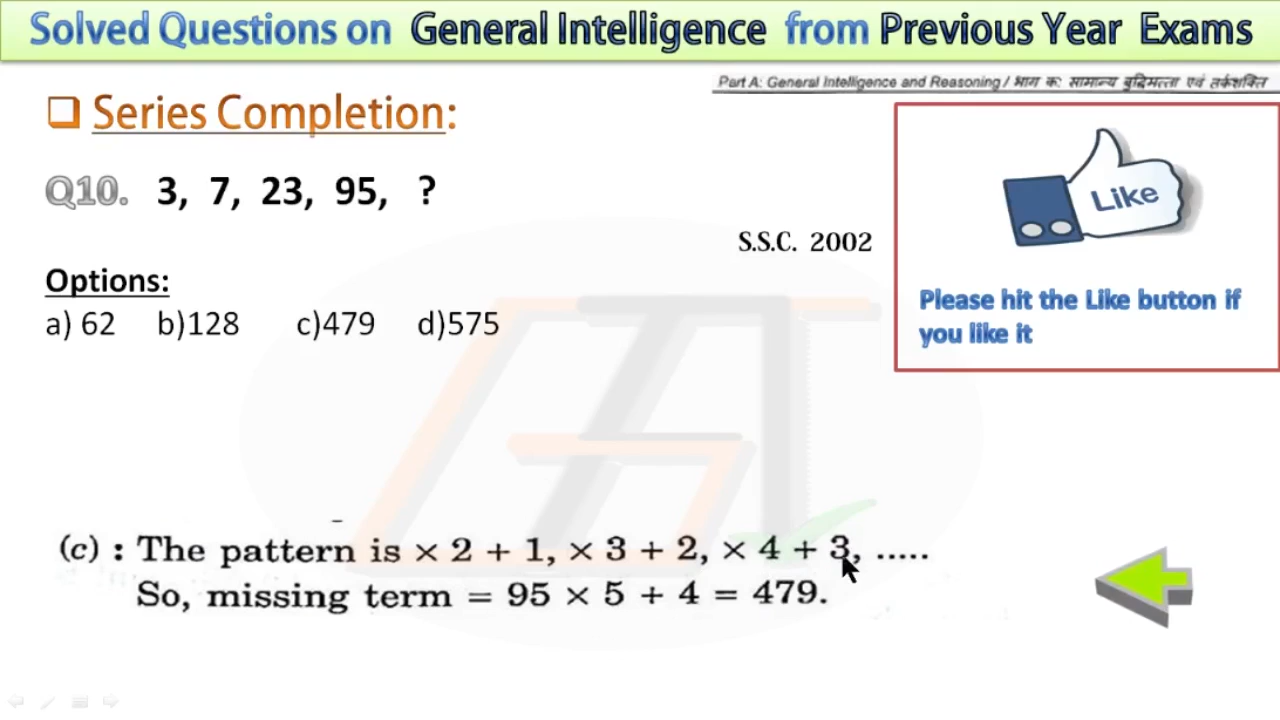 Solved Questions on General Intelligence from Previous Year Exams
Part A: General Intelligence and Reasoning / भाग क: सामान्य बुद्धिमत्ता एवं तर्कशक्ति
Series Completion:
Q10. 3, 7, 23, 95, ?
S.S.C. 2002
Like
Please hit the Like button if
you like it
Options:
a) 62 b)128 c)479 d)575
(c) : The pattern is × 2 + 1, × 3 + 2, × 4 + 3, .....
So, missing term = 95 × 5 + 4 = 479.